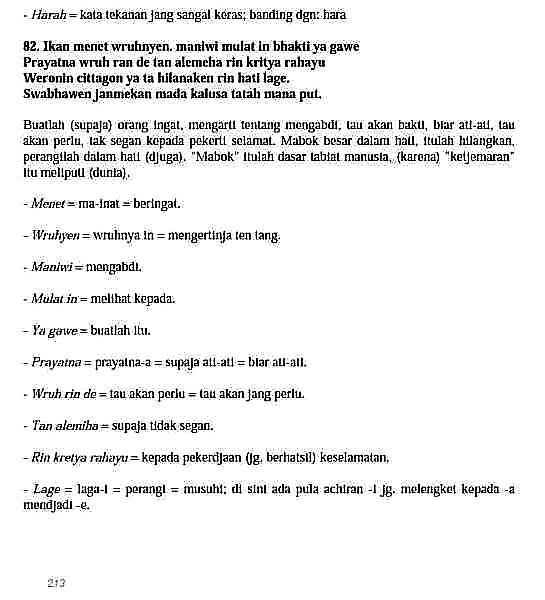 - Harah = kata tekanan jang sangat keras; banding dgn: hara
82. Ikan menet wruhnyen. maniwi mulat in bhakti ya gawe
Prayatna wruh ran de tan alemeha rin kritya rahayu
Weronin cittagon ya ta hilanaken rin hati lage.
Swabhawen janmekan mada kalusa tatah mana put.
Buatlah (supaja) orang ingat, mengarti tentang mengabdi, tau akan bakti, biar ati-ati, tau
akan perlu, tak segan kepada pekerti selamat. Mabok besar dalam hati, itulah hilangkan,
perangilah dalam hati (djuga). "Mabok" itulah dasar tabiat manusia, (karena) "ketjemaran"
itu meliputi (dunia).
- Menet = ma-inat = beringat.
- Wruhyen = wruhnya in = mengertinja ten tang.
- Maniwi = mengabdi.
- Mulat in = melihat kepada.
- Ya gawe = buatlah itu.
- Prayatna = prayatna-a = supaja ati-ati = biar ati-ati.
- Wruh rin de = tau akan perlu = tau akan jang perlu.
- Tan alemiha = supaja tidak segan.
- Rin kretya rahayu = kepada pekerdjaan (jg. berhatsil) keselamatan.
- Lage = laga-i = perangi = musuhi; di sini ada pula achiran -i jg. melengket kepada -a
mendjadi -e.
213